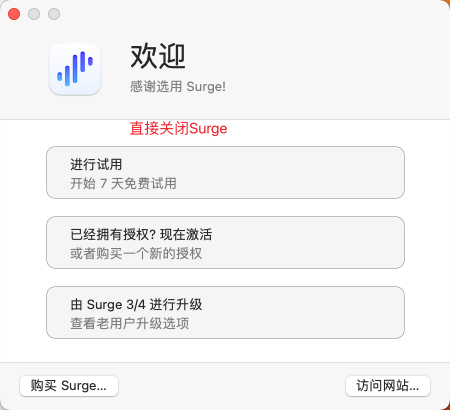 欢迎
感谢选用 Surge!
直接关闭Surge
进行试用
开始 7 天免费试用
已经拥有授权? 现在激活
或者购买一个新的授权
由 Surge 3/4 进行升级
查看老用户升级选项
购买 Surge...
访问网站...